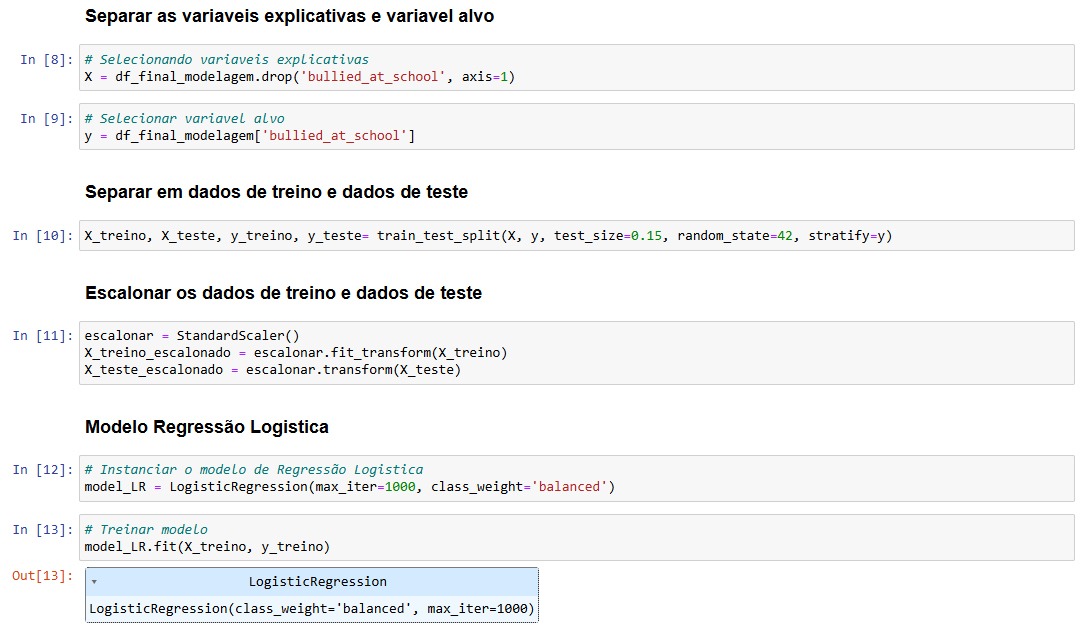 Separar as variaveis explicativas e variavel alvo
In [8]: # Selecionando variaveis explicativas
X = df_final_modelagem.drop('bullied_at_school', axis=1)
In [9]: # Selecionar variavel alvo
y = df_final_modelagem['bullied_at_school']
Separar em dados de treino e dados de teste
In [10]: X_treino, X_teste, y_treino, y_teste= train_test_split(X, y, test_size=0.15, random_state=42, stratify=y)
Escalonar os dados de treino e dados de teste
In [11]: escalonar = StandardScaler()
X_treino_escalonado = escalonar.fit_transform(X_treino)
X_teste_escalonado = escalonar.transform(X_teste)
Modelo Regressão Logistica
In [12]: # Instanciar o modelo de Regressão Logistica
model_LR = LogisticRegression(max_iter=1000, class_weight='balanced')
In [13]: # Treinar modelo
model_LR.fit(X_treino, y_treino)
Out[13]: LogisticRegression
LogisticRegression(class_weight='balanced', max_iter=1000)